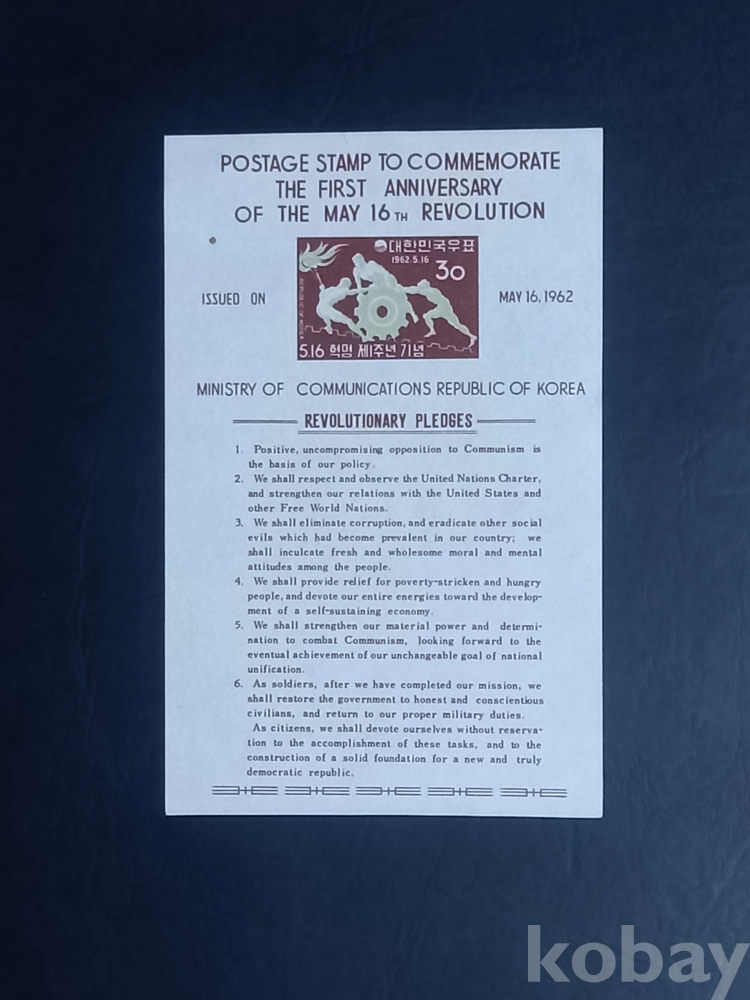 POSTAGE STAMP TO COMMEMORATE
THE FIRST ANNIVERSARY
OF THE MAY 16TH REVOLUTION
대한민국우표
1962.5.16
30
5.16 혁명 제1주년 기념
ISSUED ON
MAY 16, 1962
MINISTRY OF COMMUNICATIONS REPUBLIC OF KOREA
REVOLUTIONARY PLEDGES
1. Positive, uncompromising opposition to Communism is
the basis of our policy.
2. We shall respect and observe the United Nations Charter,
and strengthen our relations with the United States and
other Free World Nations.
3. We shall eliminate corruption, and eradicate other social
evils which had become prevalent in our country; we
shall inculcate fresh and wholesome moral and mental
attitudes among the people.
4. We shall provide relief for poverty-stricken and hungry
people, and devote our entire energies toward the develop-
ment of a self-sustaining economy.
5. We shall strengthen our material power and determi-
nation to combat Communism, looking forward to the
eventual achievement of our unchangeable goal of national
unification.
6. As soldiers, after we have completed our mission, we
shall restore the government to honest and conscientious
civilians, and return to our proper military duties.
As citizens, we shall devote ourselves without reserva-
tion to the accomplishment of these tasks, and to the
construction of a solid foundation for a new and truly
democratic republic.
kobay